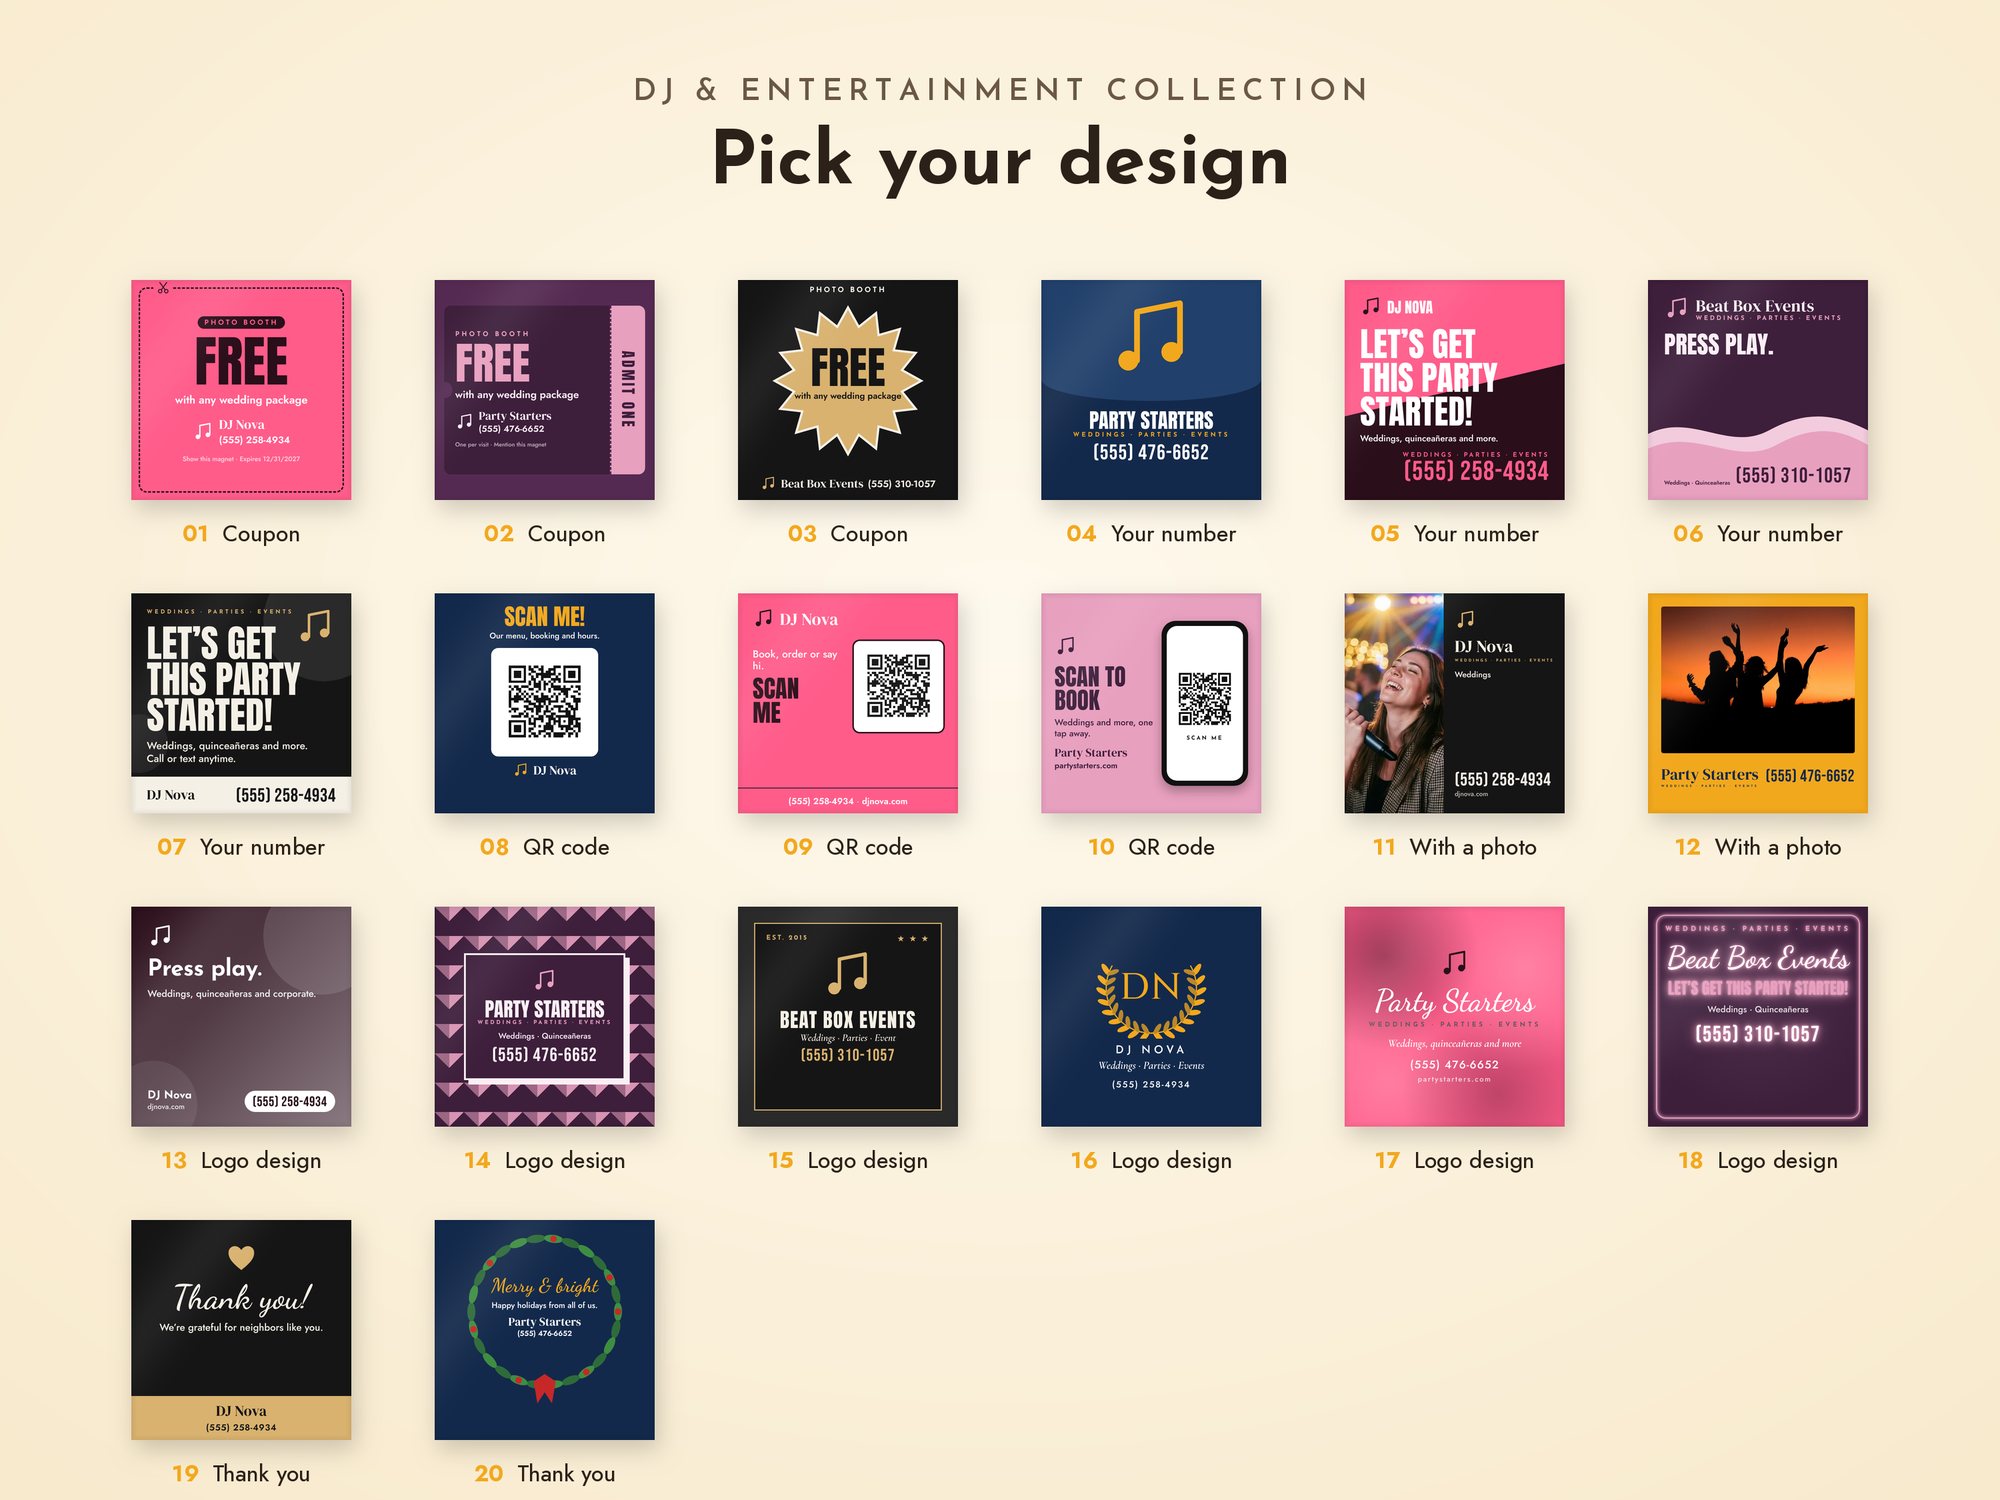 DJ & ENTERTAINMENT COLLECTION
Pick your design
PHOTO BOOTH
FREE
with any wedding package
DJ Nova
(555) 258-4934
Show this magnet · Expires 12/31/2027
01 Coupon
PHOTO BOOTH
FREE
with any wedding package
Party Starters
(555) 476-6652
One per visit · Mention this magnet
ADMIT ONE
02 Coupon
PHOTO BOOTH
FREE
with any wedding package
Beat Box Events (555) 310-1057
03 Coupon
PARTY STARTERS
WEDDINGS · PARTIES · EVENTS
(555) 476-6652
04 Your number
DJ NOVA
LET'S GET
THIS PARTY
STARTED!
Weddings, quinceañeras and more.
WEDDINGS · PARTIES · EVENTS
(555) 258-4934
05 Your number
Beat Box Events
WEDDINGS · PARTIES · EVENTS
PRESS PLAY.
Weddings · Quinceañeras (555) 310-1057
06 Your number
WEDDINGS · PARTIES · EVENTS
LET'S GET
THIS PARTY
STARTED!
Weddings, quinceañeras and more.
Call or text anytime.
DJ Nova (555) 258-4934
07 Your number
SCAN ME!
Our menu, booking and hours.
DJ Nova
08 QR code
DJ Nova
Book, order or say
hi.
SCAN
ME
(555) 258-4934 · djnova.com
09 QR code
SCAN TO
BOOK
Weddings and more, one
tap away.
Party Starters
partystarters.com
SCAN ME
10 QR code
DJ Nova
WEDDINGS · PARTIES · EVENTS
Weddings
(555) 258-4934
djnova.com
11 With a photo
Party Starters (555) 476-6652
WEDDINGS · PARTIES · EVENTS
12 With a photo
Press play.
Weddings, quinceañeras and corporate.
DJ Nova
djnova.com
(555) 258-4934
13 Logo design
PARTY STARTERS
WEDDINGS · PARTIES · EVENTS
Weddings · Quinceañeras
(555) 476-6652
14 Logo design
EST. 2015
BEAT BOX EVENTS
Weddings · Parties · Event
(555) 310-1057
15 Logo design
DN
DJ NOVA
Weddings · Parties · Events
(555) 258-4934
16 Logo design
Party Starters
WEDDINGS · PARTIES · EVENTS
Weddings, quinceañeras and more
(555) 476-6652
partystarters.com
17 Logo design
WEDDINGS · PARTIES · EVENTS
Beat Box Events
LET'S GET THIS PARTY STARTED!
Weddings · Quinceañeras
(555) 310-1057
18 Logo design
Thank you!
We're grateful for neighbors like you.
DJ Nova
(555) 258-4934
19 Thank you
Merry & bright
Happy holidays from all of us.
Party Starters
(555) 476-6652
20 Thank you